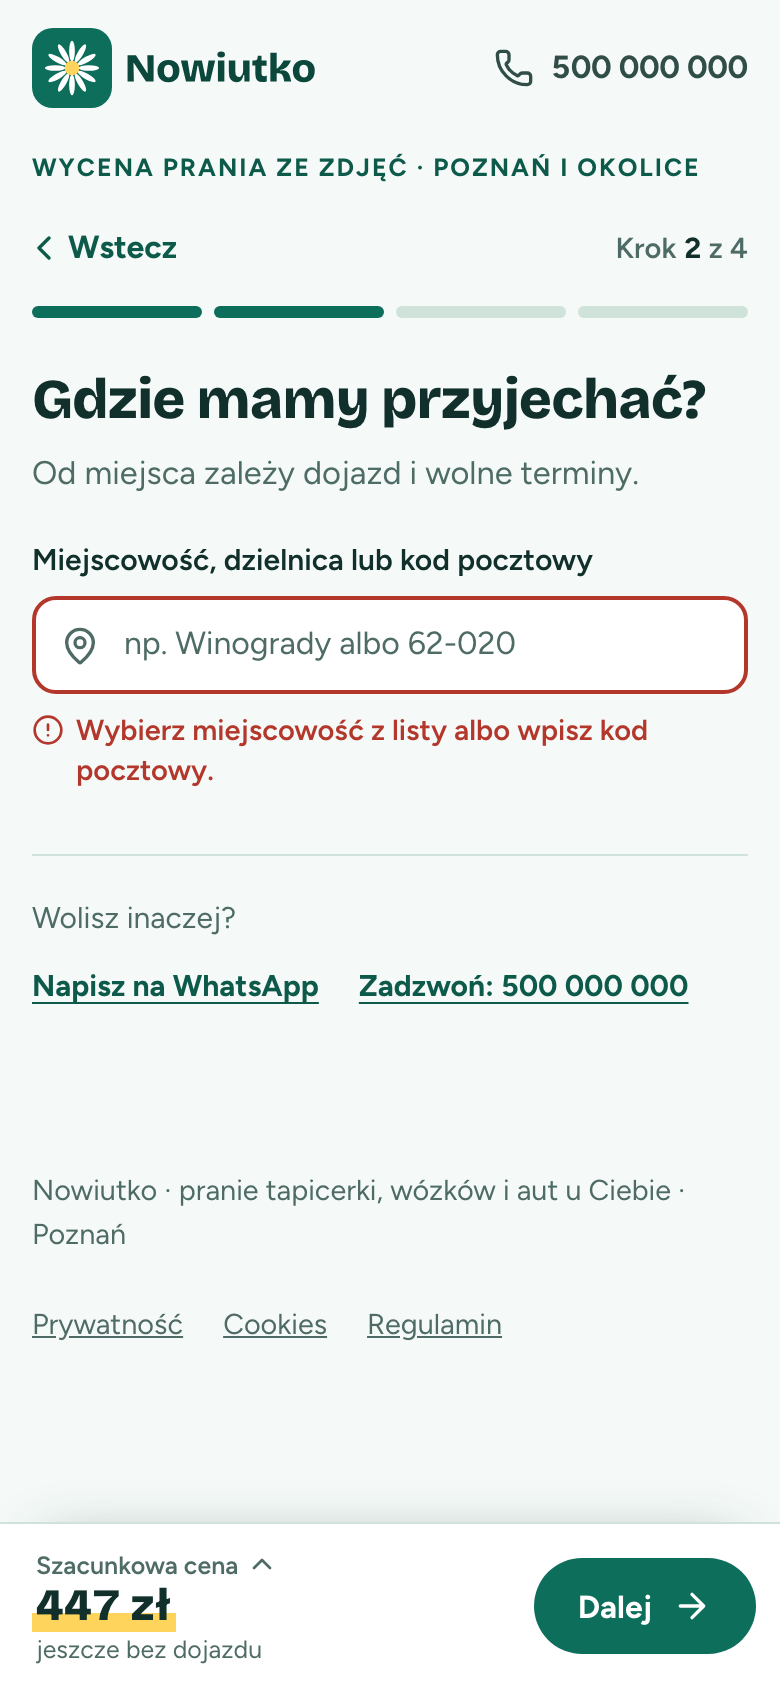 Nowiutko
500 000 000
WYCENA PRANIA ZE ZDJĘĆ · POZNAŃ I OKOLICE
Wstecz
Krok 2 z 4
Gdzie mamy przyjechać?
Od miejsca zależy dojazd i wolne terminy.
Miejscowość, dzielnica lub kod pocztowy
np. Winogrady albo 62-020
Wybierz miejscowość z listy albo wpisz kod
pocztowy.
Wolisz inaczej?
Napisz na WhatsApp
Zadzwoń: 500 000 000
Nowiutko · pranie tapicerki, wózków i aut u Ciebie ·
Poznań
Prywatność
Cookies
Regulamin
Szacunkowa cena
447 zł
jeszcze bez dojazdu
Dalej